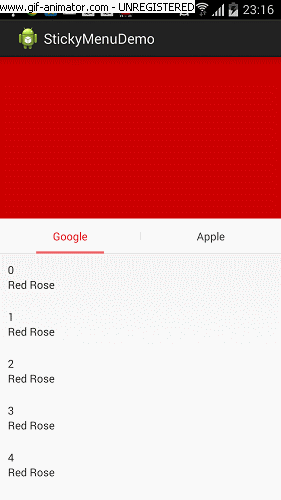 www.gif-animator.com - UNREGISTERED
23:16
StickyMenuDemo
Google
Apple
0
Red Rose
1
Red Rose
2
Red Rose
3
Red Rose
4
Red Rose